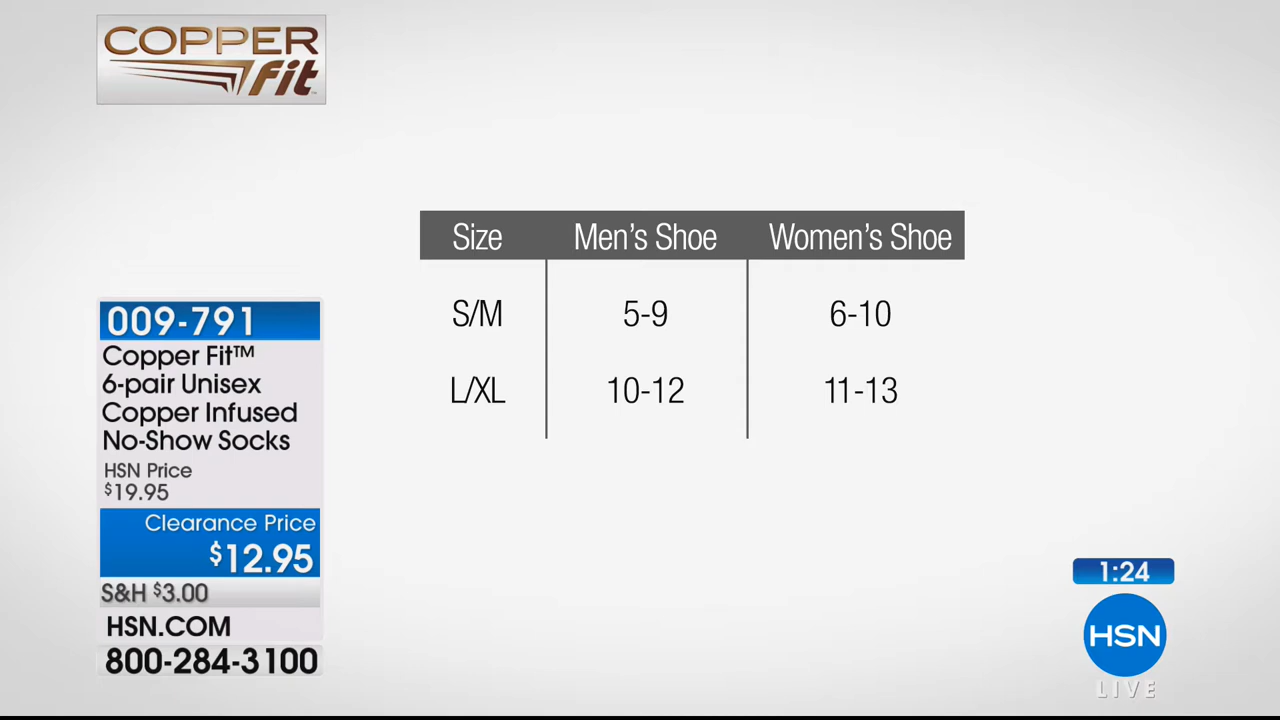 COPPER
fit
Size Men's Shoe Women's Shoe
S/M 5-9 6-10
L/XL 10-12 11-13
009-791
Copper Fit™
6-pair Unisex
Copper Infused
No-Show Socks
HSN Price
$19.95
Clearance Price
$12.95
S&H $3.00
HSN.COM
800-284-3100
1:24
HSN
LIVE